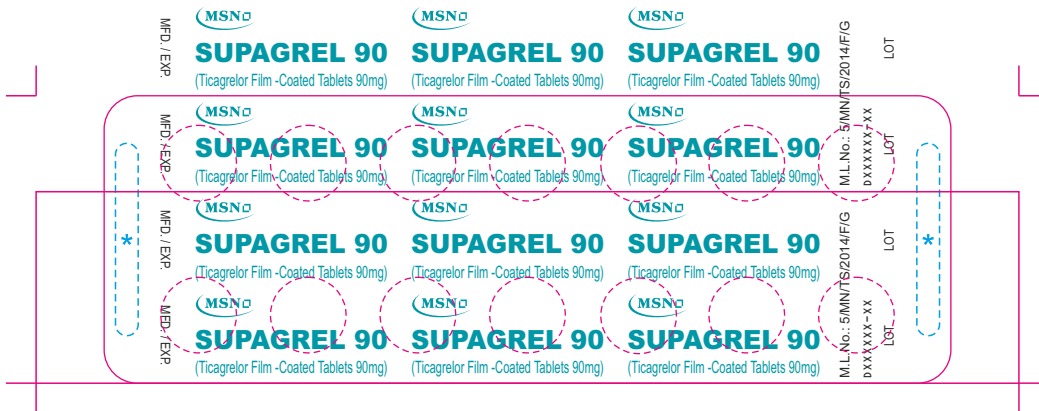 MSN MSN MSN
SUPAGREL 90 SUPAGREL 90 SUPAGREL 90
(Ticagrelor Film -Coated Tablets 90mg) (Ticagrelor Film -Coated Tablets 90mg) (Ticagrelor Film -Coated Tablets 90mg)
MFD. / EXP.
LOT
MSN MSN MSN
SUPAGREL 90 SUPAGREL 90 SUPAGREL 90
(Ticagrelor Film -Coated Tablets 90mg) (Ticagrelor Film -Coated Tablets 90mg) (Ticagrelor Film -Coated Tablets 90mg)
MFD. / EXP.
M.L.No.: 5/MN/TS/2014/F/G
DXXXXXX-XX
LOT
MSN MSN MSN
SUPAGREL 90 SUPAGREL 90 SUPAGREL 90
(Ticagrelor Film -Coated Tablets 90mg) (Ticagrelor Film -Coated Tablets 90mg) (Ticagrelor Film -Coated Tablets 90mg)
MFD. / EXP.
LOT
* *
MSN MSN MSN
SUPAGREL 90 SUPAGREL 90 SUPAGREL 90
(Ticagrelor Film -Coated Tablets 90mg) (Ticagrelor Film -Coated Tablets 90mg) (Ticagrelor Film -Coated Tablets 90mg)
MFD. / EXP.
M.L.No.: 5/MN/TS/2014/F/G
DXXXXXX-XX
LOT